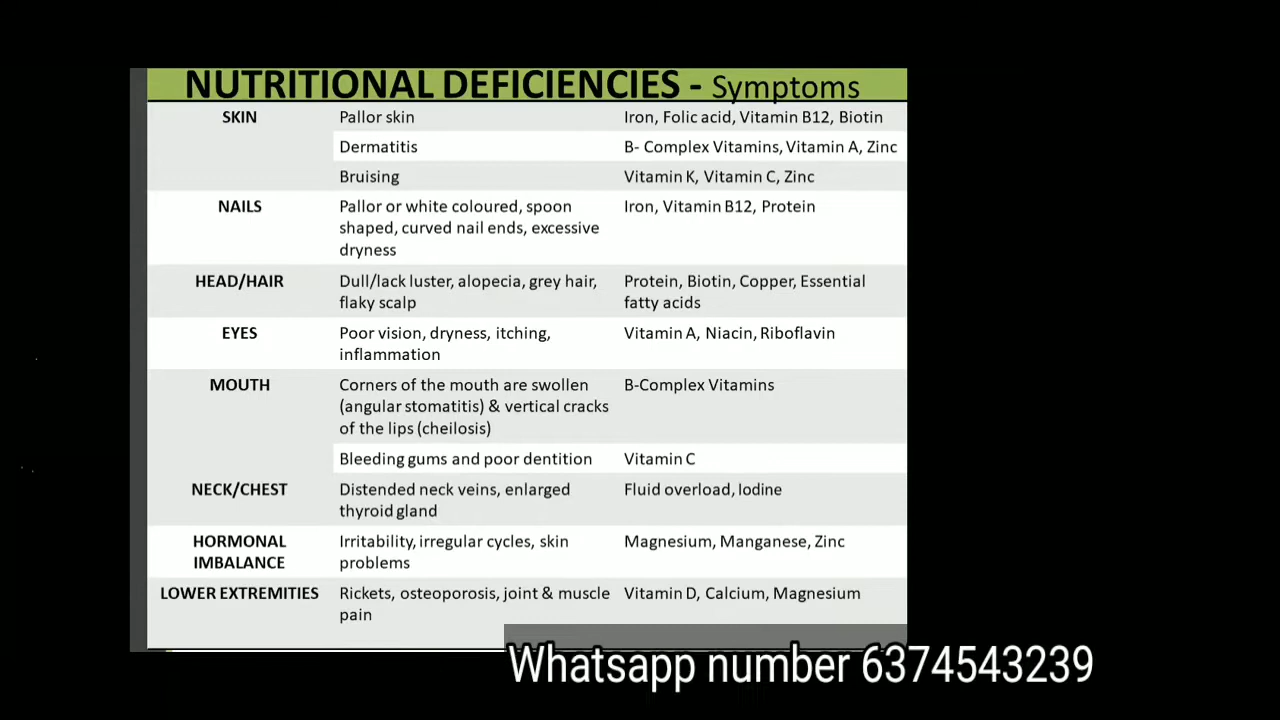 NUTRITIONAL DEFICIENCIES - Symptoms
SKIN Pallor skin Iron, Folic acid, Vitamin B12, Biotin
Dermatitis B- Complex Vitamins, Vitamin A, Zinc
Bruising Vitamin K, Vitamin C, Zinc
NAILS Pallor or white coloured, spoon Iron, Vitamin B12, Protein
shaped, curved nail ends, excessive
dryness
HEAD/HAIR Dull/lack luster, alopecia, grey hair, Protein, Biotin, Copper, Essential
flaky scalp fatty acids
EYES Poor vision, dryness, itching, Vitamin A, Niacin, Riboflavin
inflammation
MOUTH Corners of the mouth are swollen B-Complex Vitamins
(angular stomatitis) & vertical cracks
of the lips (cheilosis)
Bleeding gums and poor dentition Vitamin C
NECK/CHEST Distended neck veins, enlarged Fluid overload, Iodine
thyroid gland
HORMONAL Irritability, irregular cycles, skin Magnesium, Manganese, Zinc
IMBALANCE problems
LOWER EXTREMITIES Rickets, osteoporosis, joint & muscle Vitamin D, Calcium, Magnesium
pain
Whatsapp number 6374543239